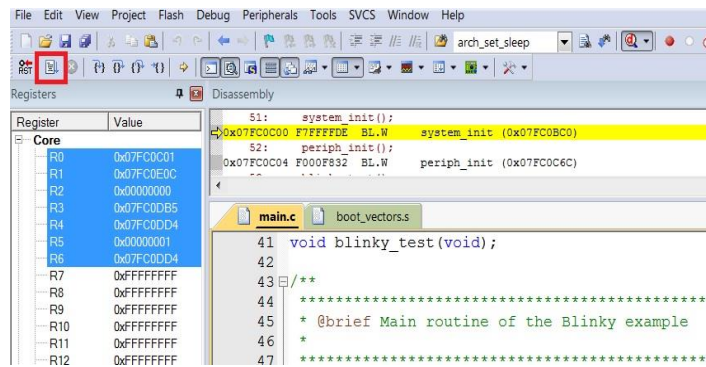 File Edit View Project Flash Debug Peripherals Tools SVCS Window Help
arch_set_sleep
RST
Registers
Disassembly
Register Value
Core
R0 0x07FC0C01
R1 0x07FC0E0C
R2 0x00000000
R3 0x07FC0DB5
R4 0x07FC0DD4
R5 0x00000001
R6 0x07FC0DD4
R7 0xFFFFFFFF
R8 0xFFFFFFFF
R9 0xFFFFFFFF
R10 0xFFFFFFFF
R11 0xFFFFFFFF
R12 0xFFFFFFFF
51: system_init();
0x07FC0C00 F7FFFFDE BL.W system_init (0x07FC0BC0)
52: periph_init();
0x07FC0C04 F000F832 BL.W periph_init (0x07FC0C6C)
main.c boot_vectors.s
41 void blinky_test(void);
42
43 /**
44 ************************************************
45 * @brief Main routine of the Blinky example
46 *
47 ************************************************